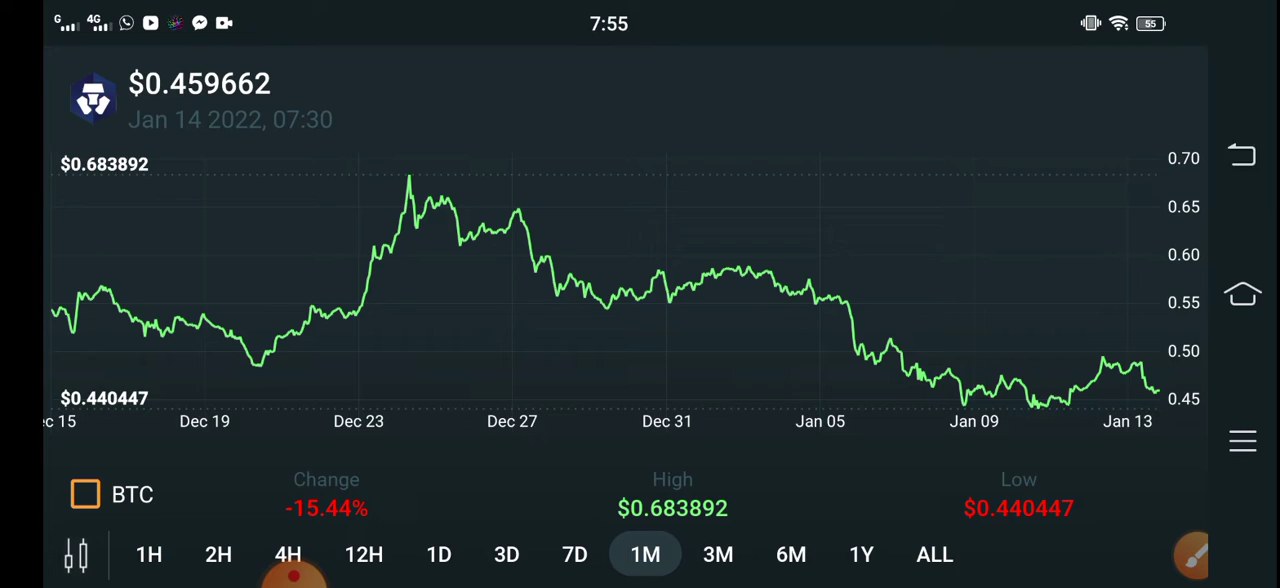 G 4G 7:55 55
$0.459662
Jan 14 2022, 07:30
$0.683892
0.70
0.65
0.60
0.55
0.50
$0.440447 0.45
c 15 Dec 19 Dec 23 Dec 27 Dec 31 Jan 05 Jan 09 Jan 13
Change High Low
BTC -15.44% $0.683892 $0.440447
1H 2H 4H 12H 1D 3D 7D 1M 3M 6M 1Y ALL